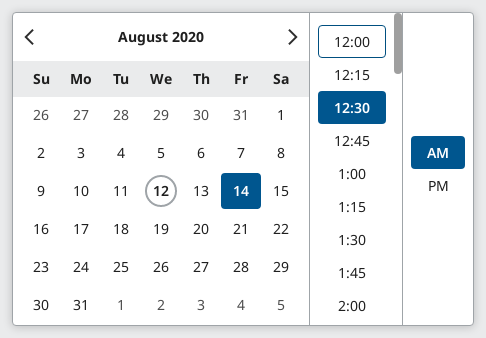 August 2020
Su Mo Tu We Th Fr Sa
26 27 28 29 30 31 1
2 3 4 5 6 7 8
9 10 11 12 13 14 15
16 17 18 19 20 21 22
23 24 25 26 27 28 29
30 31 1 2 3 4 5
12:00
12:15
12:30
12:45
1:00
1:15
1:30
1:45
2:00
AM
PM